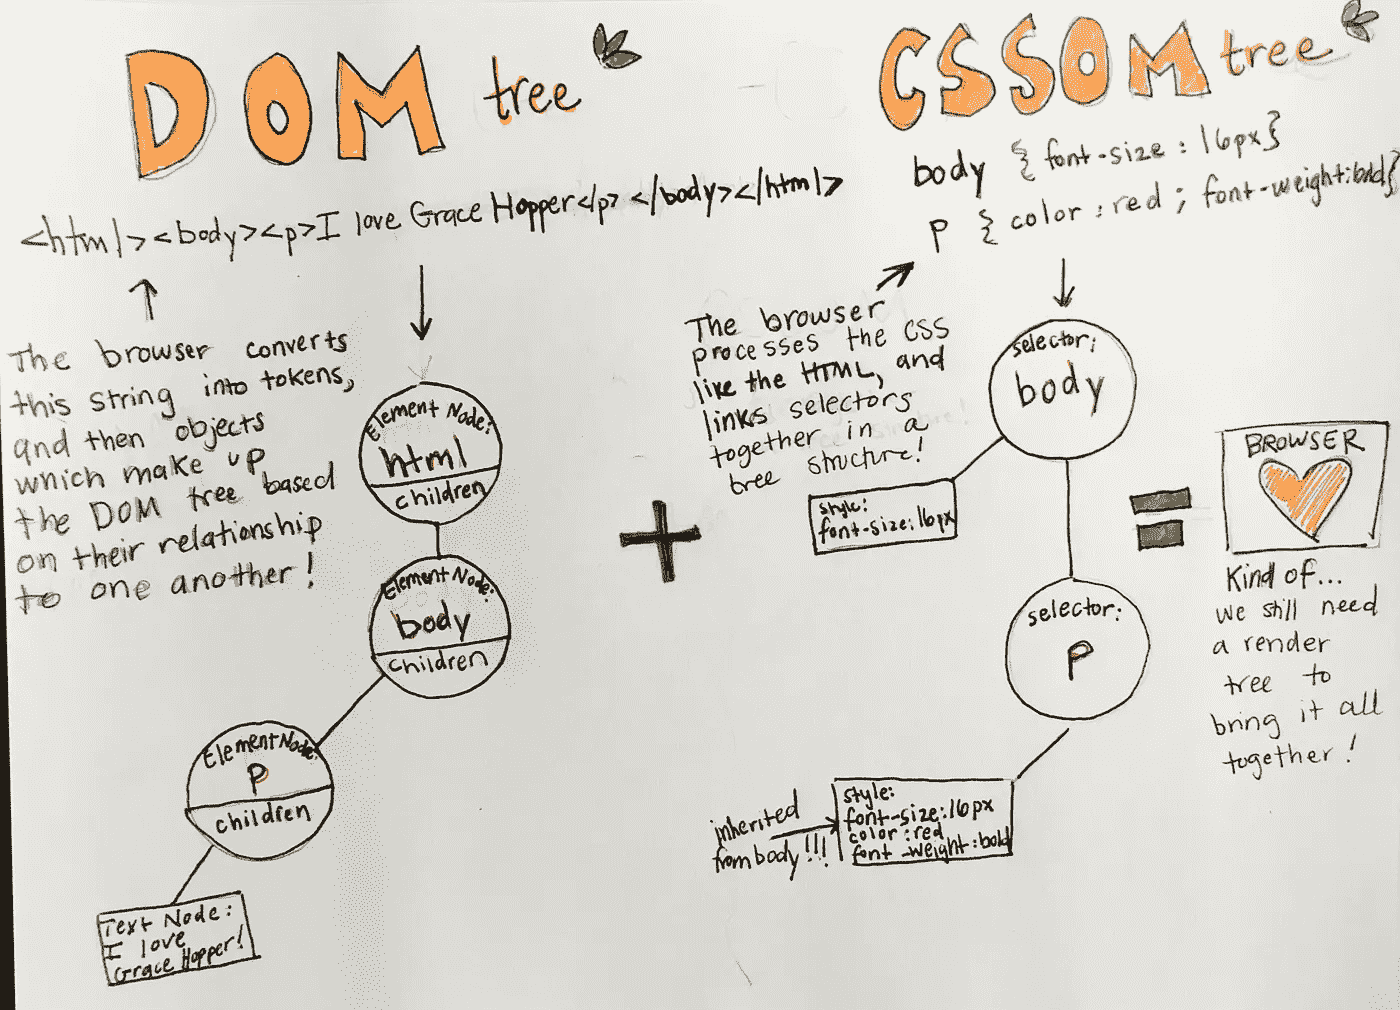 DOM tree
<html><body><p>I love Grace Hopper</p></body></html>
The browser converts
this string into tokens,
and then objects
which make up
the DOM tree based
on their relationship
to one another!
Element Node:
html
children
Element Node:
body
children
Element Node:
p
children
Text Node:
I love
Grace Hopper!
+
CSSOM tree
body { font-size : 16px}
p { color : red ; font-weight:bold}
The browser
processes the CSS
like the HTML, and
links selectors
together in a
tree structure!
selector:
body
style:
font-size:16px
selector:
p
inherited
from body!!!
style:
font-size:16px
color:red
font-weight:bold
=
BROWSER
Kind of...
we still need
a render
tree to
bring it all
together!